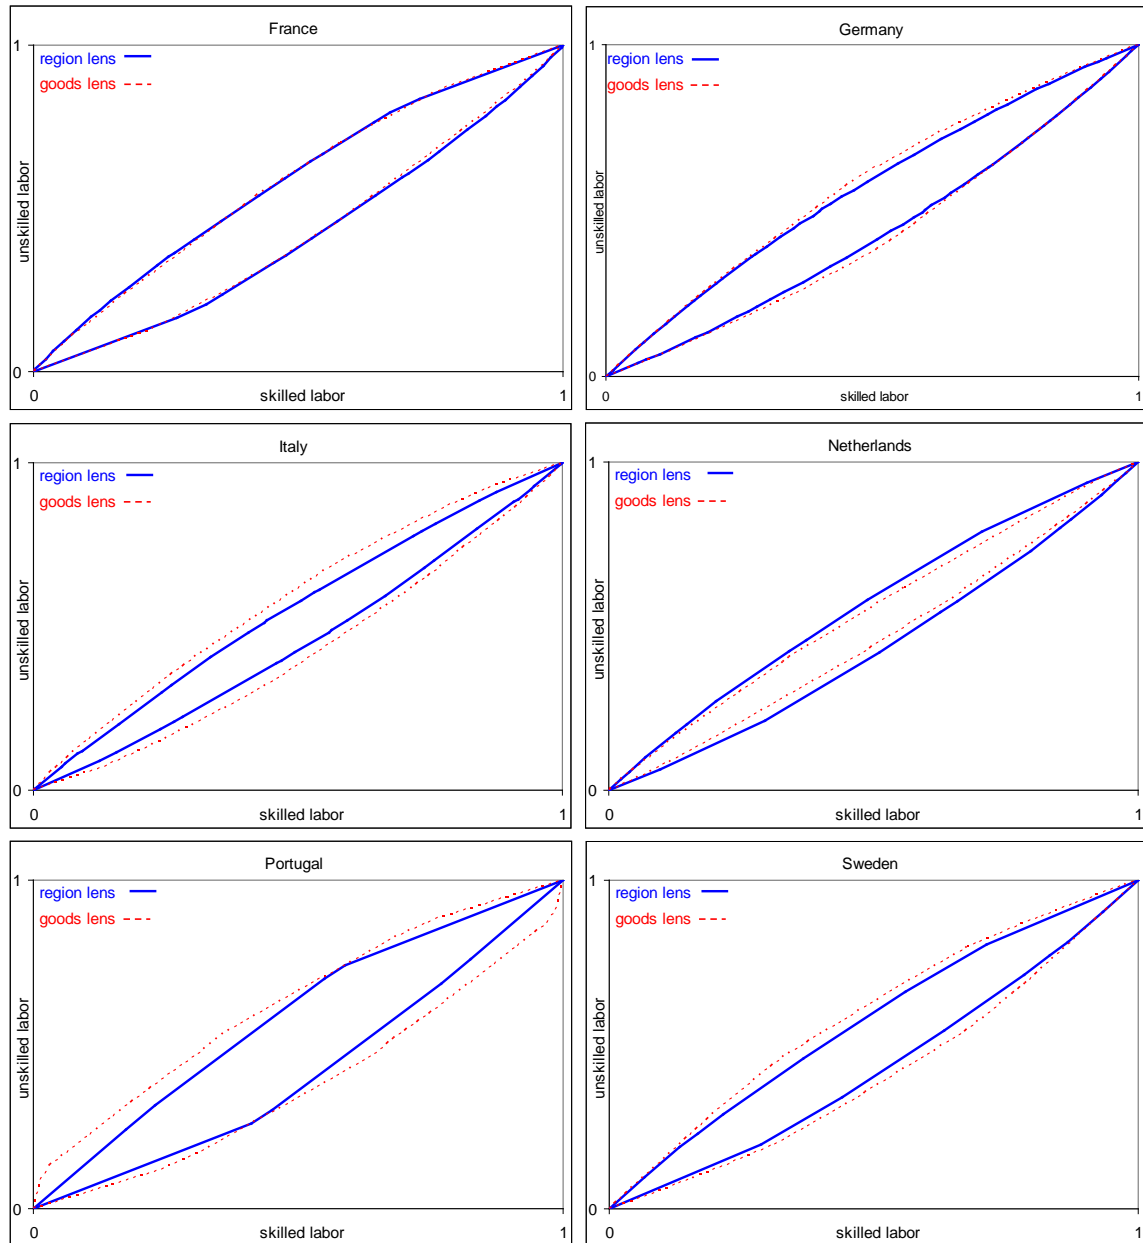 France
1
region lens
goods lens
unskilled labor
0
0
skilled labor
1
Germany
1
region lens
goods lens
unskilled labor
0
0
skilled labor
1
Italy
1
region lens
goods lens
unskilled labor
0
0
skilled labor
1
Netherlands
1
region lens
goods lens
unskilled labor
0
0
skilled labor
1
Portugal
1
region lens
goods lens
unskilled labor
0
0
skilled labor
1
Sweden
1
region lens
goods lens
unskilled labor
0
0
skilled labor
1